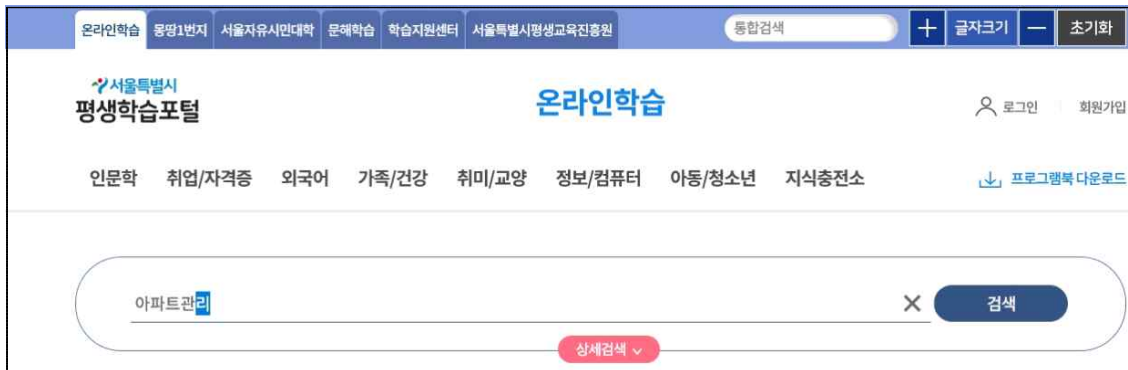 온라인학습 몽땅1번지 서울자유시민대학 문해학습 학습지원센터 서울특별시평생교육진흥원 통합검색 + 글자크기 — 초기화
서울특별시
평생학습포털 온라인학습 로그인 회원가입
인문학 취업/자격증 외국어 가족/건강 취미/교양 정보/컴퓨터 아동/청소년 지식충전소 프로그램북 다운로드
아파트관리 검색
상세검색